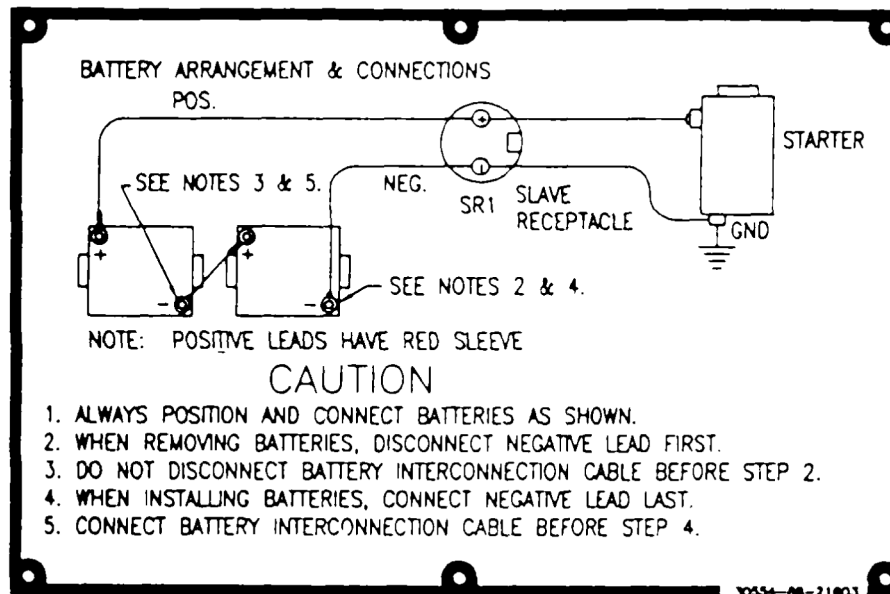 BATTERY ARRANGEMENT & CONNECTIONS
POS.
STARTER
SEE NOTES 3 & 5.
NEG.
SR1 SLAVE
RECEPTACLE
GND
+
-
+
-
+
-
SEE NOTES 2 & 4.
NOTE: POSITIVE LEADS HAVE RED SLEEVE
CAUTION
1. ALWAYS POSITION AND CONNECT BATTERIES AS SHOWN.
2. WHEN REMOVING BATTERIES, DISCONNECT NEGATIVE LEAD FIRST.
3. DO NOT DISCONNECT BATTERY INTERCONNECTION CABLE BEFORE STEP 2.
4. WHEN INSTALLING BATTERIES, CONNECT NEGATIVE LEAD LAST.
5. CONNECT BATTERY INTERCONNECTION CABLE BEFORE STEP 4.